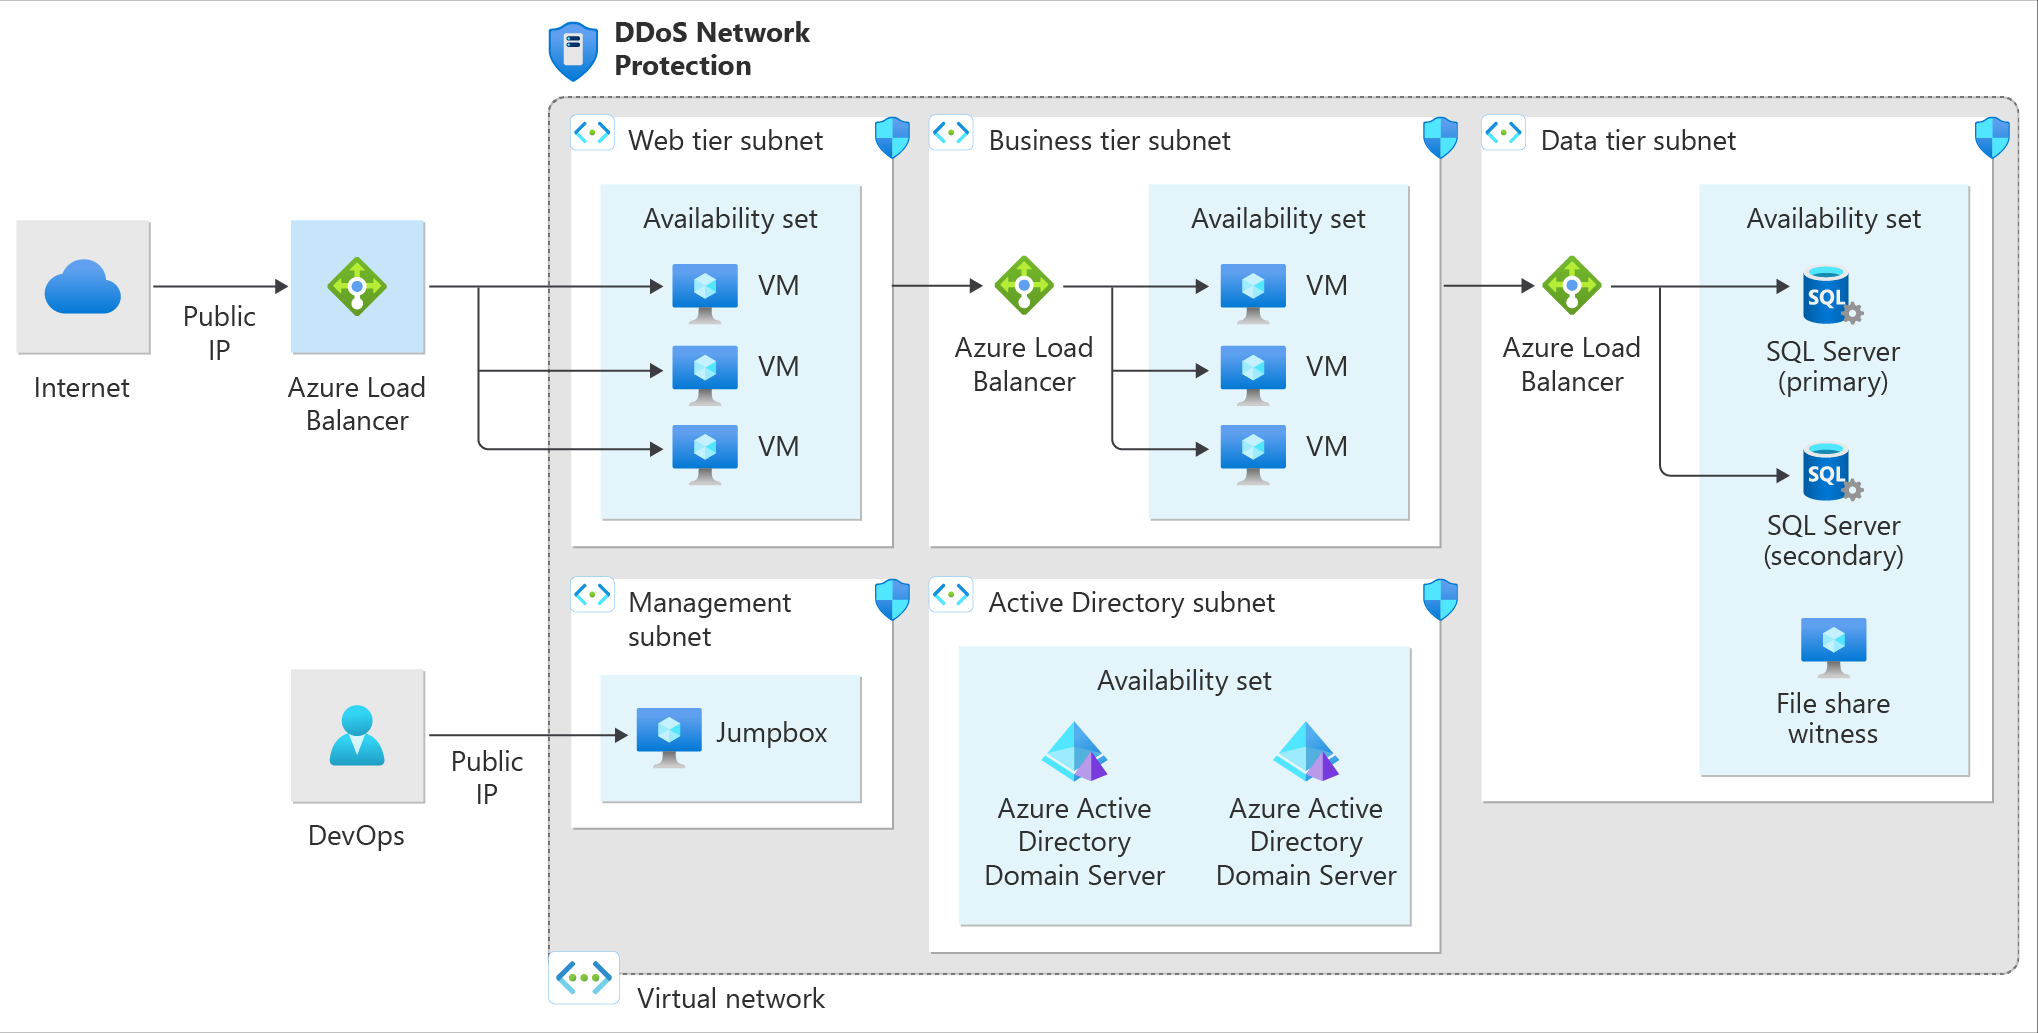 DDoS Network
Protection
Web tier subnet
Availability set
VM
VM
VM
Business tier subnet
Azure Load
Balancer
Availability set
VM
VM
VM
Data tier subnet
Azure Load
Balancer
Availability set
SQL
SQL Server
(primary)
SQL
SQL Server
(secondary)
File share
witness
Internet
Public
IP
Azure Load
Balancer
Management
subnet
Jumpbox
Active Directory subnet
Availability set
Azure Active
Directory
Domain Server
Azure Active
Directory
Domain Server
DevOps
Public
IP
Virtual network